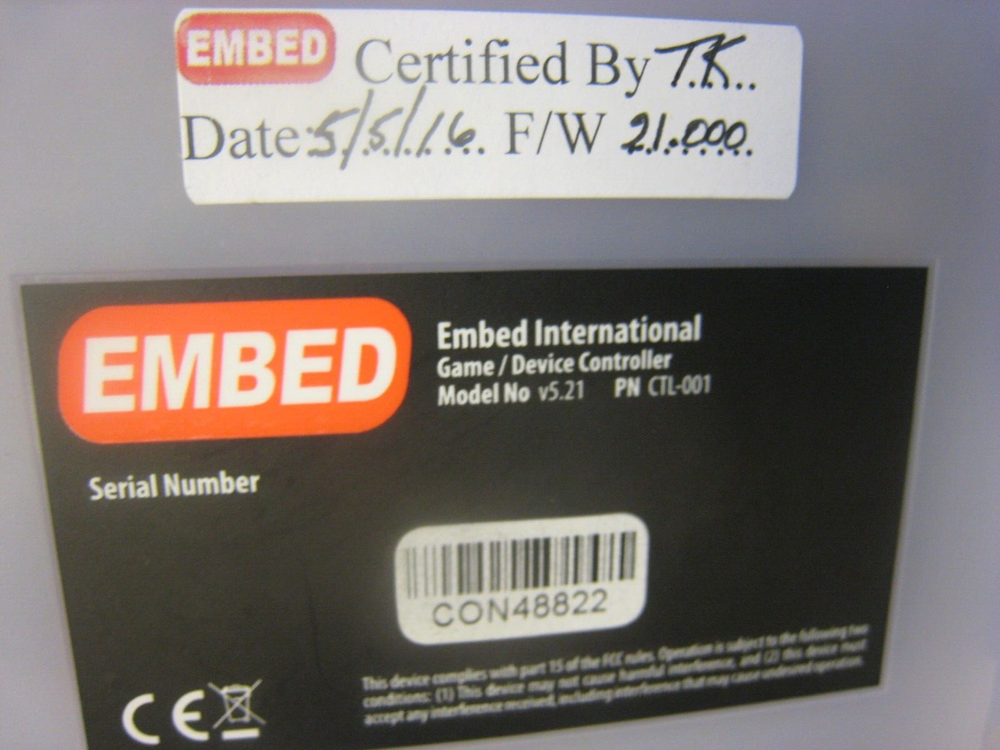 EMBED Certified By T.K..
Date:5/5/16. F/W 21.000.
EMBED
Embed International
Game / Device Controller
Model No v5.21 PN CTL-001
Serial Number
CON48822
This device complies with part 15 of the FCC rules. Operation is subject to the following two
conditions: (1) This device may not cause harmful interference, and (2) this device must
accept any interference received, including interference that may cause undesired operation.
CE